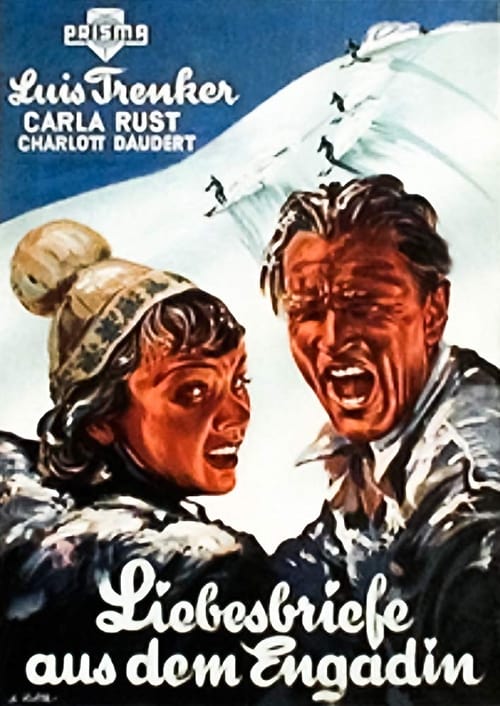 PRISMA
Luis Trenker
CARLA RUST
CHARLOTT DAUDERT
Liebesbriefe
aus dem Engadin